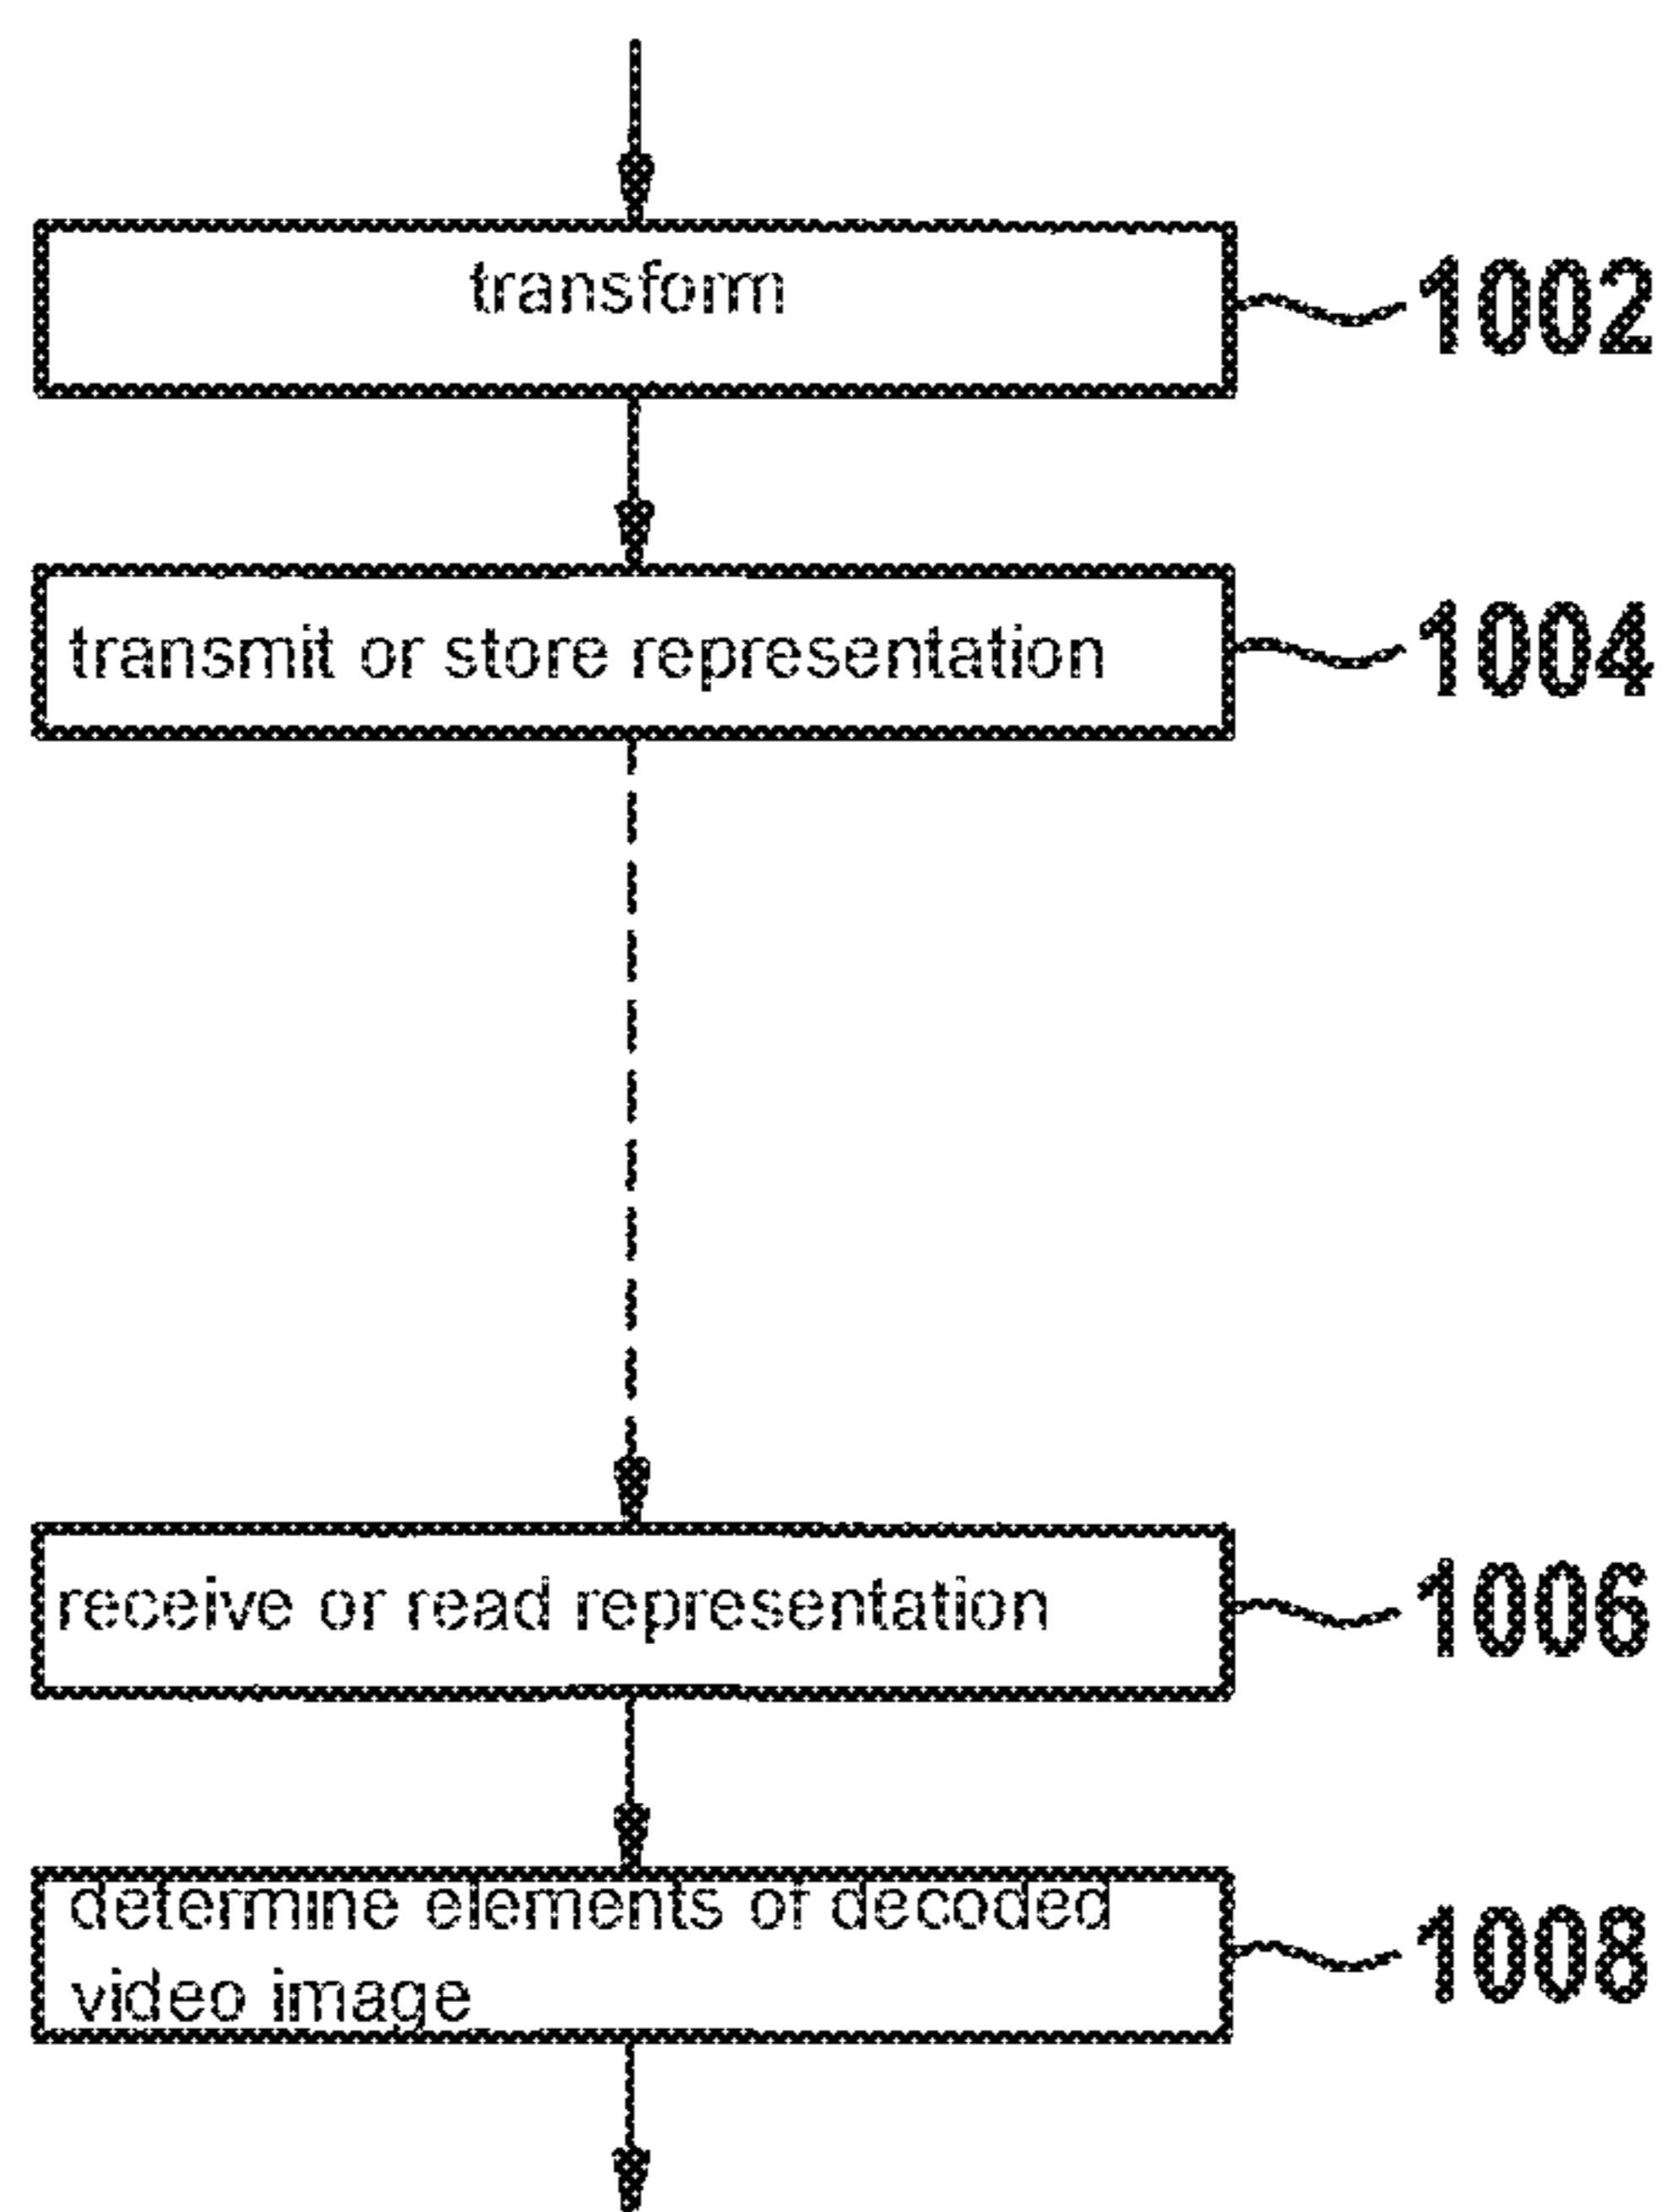 transform
1002
transmit or store representation
1004
receive or read representation
1006
determine elements of decoded
video image
1008